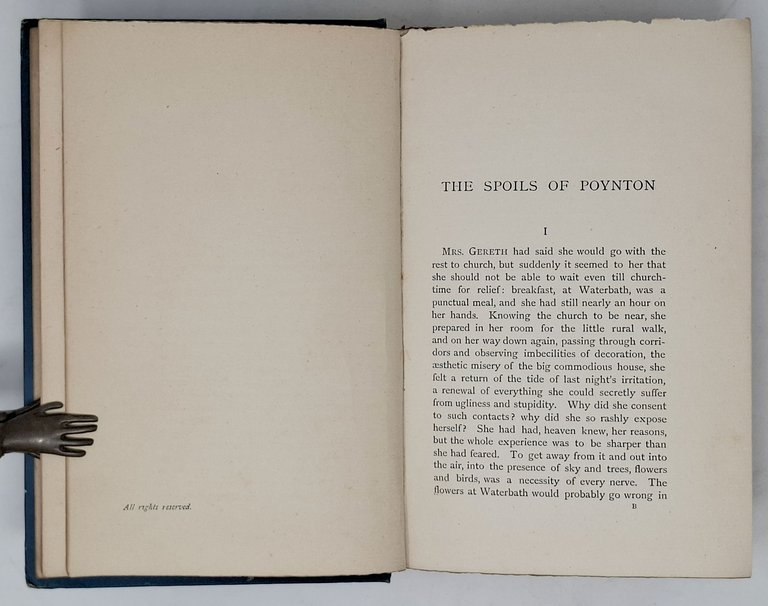 All rights reserved.
THE SPOILS OF POYNTON
I
MRS. GERETH had said she would go with the
rest to church, but suddenly it seemed to her that
she should not be able to wait even till church-
time for relief: breakfast, at Waterbath, was a
punctual meal, and she had still nearly an hour on
her hands. Knowing the church to be near, she
prepared in her room for the little rural walk,
and on her way down again, passing through corri-
dors and observing imbecilities of decoration, the
æsthetic misery of the big commodious house, she
felt a return of the tide of last night's irritation,
a renewal of everything she could secretly suffer
from ugliness and stupidity. Why did she consent
to such contacts? why did she so rashly expose
herself? She had had, heaven knew, her reasons,
but the whole experience was to be sharper than
she had feared. To get away from it and out into
the air, into the presence of sky and trees, flowers
and birds, was a necessity of every nerve. The
flowers at Waterbath would probably go wrong in
B